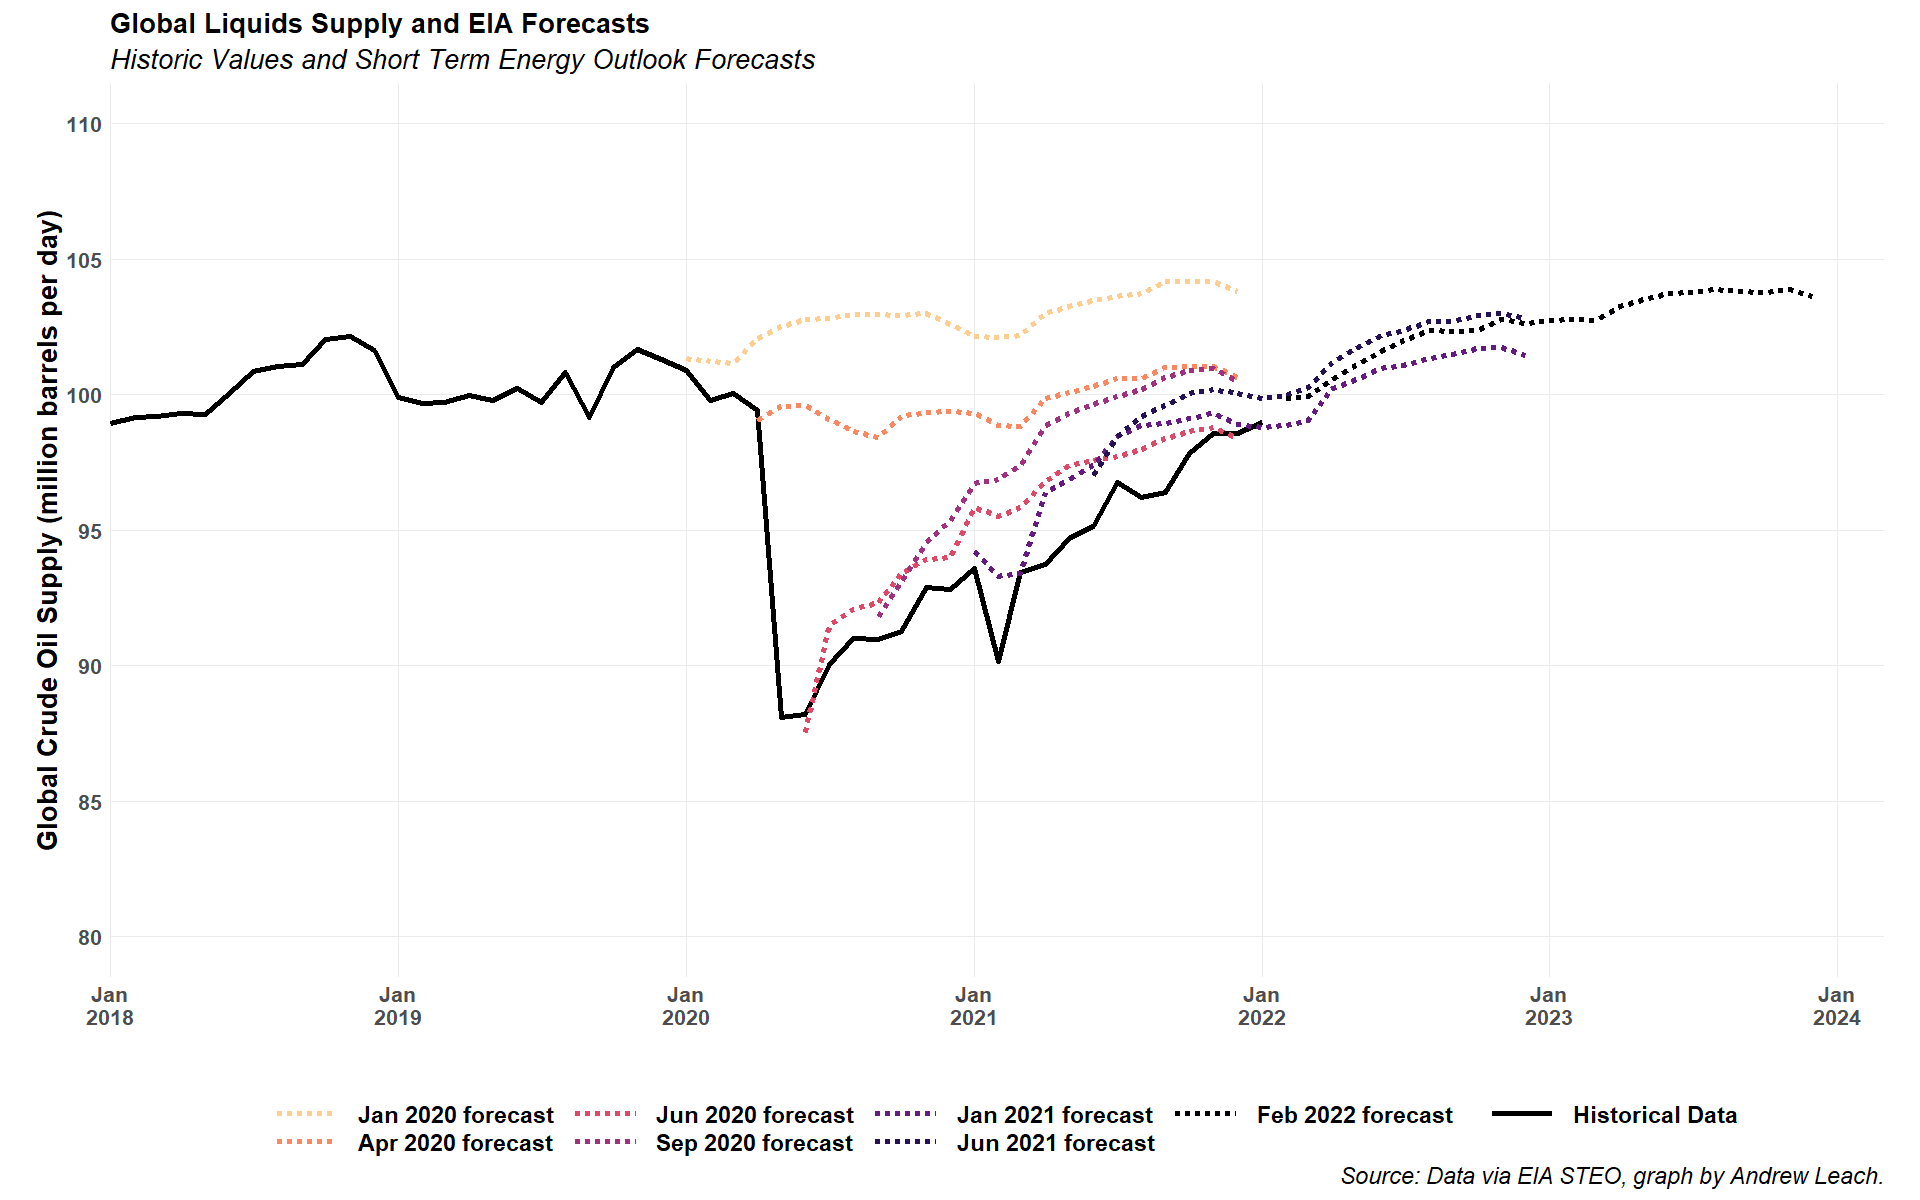 Global Liquids Supply and EIA Forecasts
Historic Values and Short Term Energy Outlook Forecasts
Global Crude Oil Supply (million barrels per day)
110
105
100
95
90
85
80
Jan 2018
Jan 2019
Jan 2020
Jan 2021
Jan 2022
Jan 2023
Jan 2024
Jan 2020 forecast
Jun 2020 forecast
Jan 2021 forecast
Feb 2022 forecast
Historical Data
Apr 2020 forecast
Sep 2020 forecast
Jun 2021 forecast
Source: Data via EIA STEO, graph by Andrew Leach.